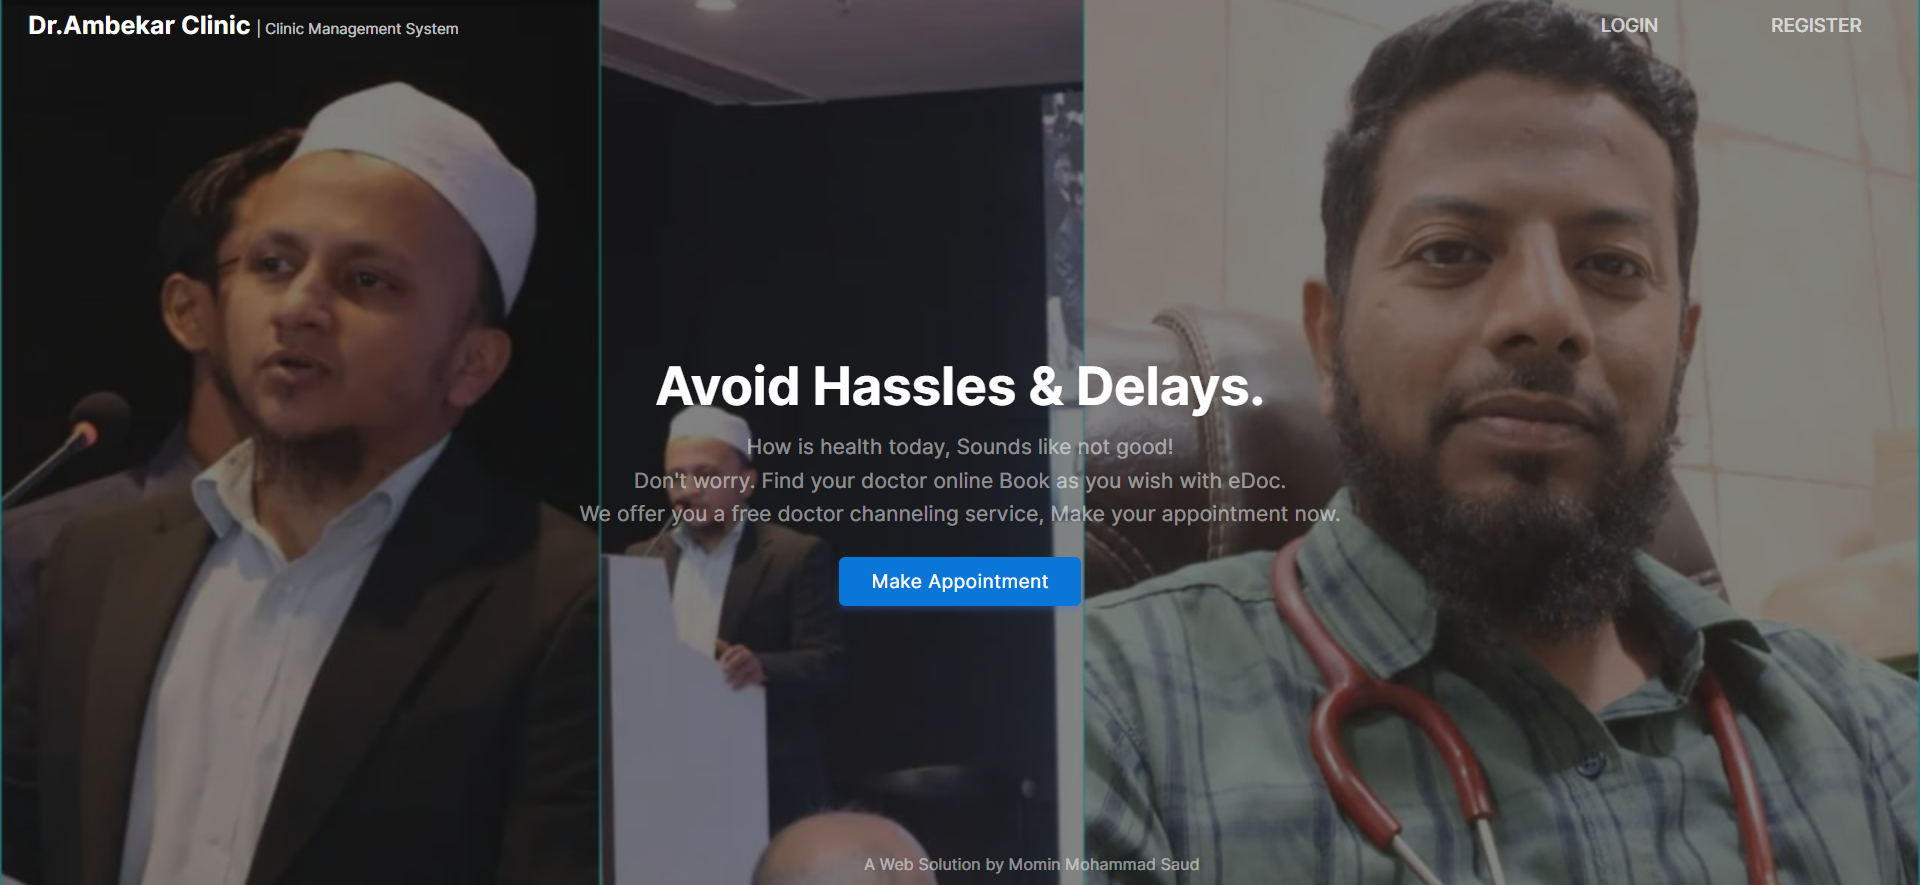 Dr.Ambekar Clinic | Clinic Management System
LOGIN
REGISTER
Avoid Hassles & Delays.
How is health today, Sounds like not good!
Don't worry. Find your doctor online Book as you wish with eDoc.
We offer you a free doctor channeling service, Make your appointment now.
Make Appointment
A Web Solution by Momin Mohammad Saud